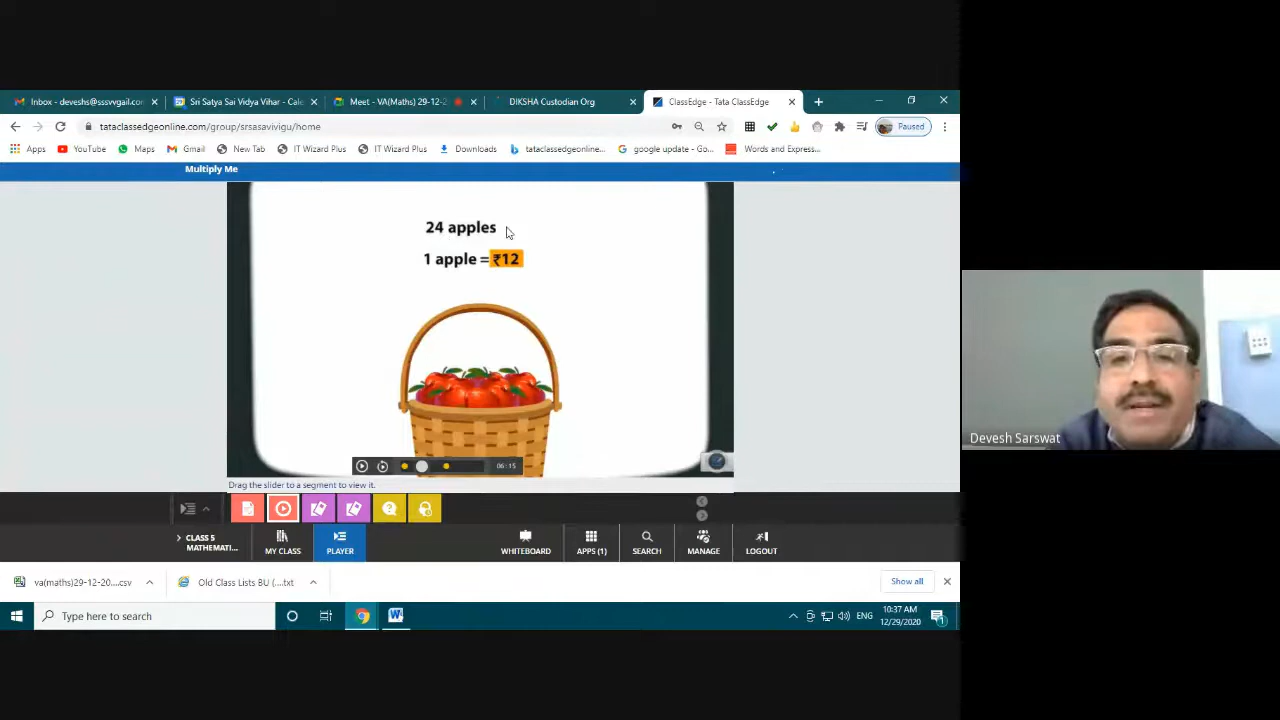 Inbox - deveshs@sssvvgail.con
Sri Satya Sai Vidya Vihar - Cale
Meet - VA(Maths) 29-12-2
DIKSHA Custodian Org
ClassEdge - Tata ClassEdge
tataclassedgeonline.com/group/srsasavivigu/home
Paused
Apps
YouTube
Maps
Gmail
New Tab
IT Wizard Plus
IT Wizard Plus
Downloads
tataclassedgeonline...
google update - Go...
Words and Express...
Multiply Me
24 apples
1 apple = ₹12
06:15
Drag the slider to a segment to view it.
CLASS 5
MATHEMATI...
MY CLASS
PLAYER
WHITEBOARD
APPS (1)
SEARCH
MANAGE
LOGOUT
va(maths)29-12-20....csv
Old Class Lists BU (....txt
Show all
Type here to search
ENG
10:37 AM
12/29/2020
Devesh Sarswat